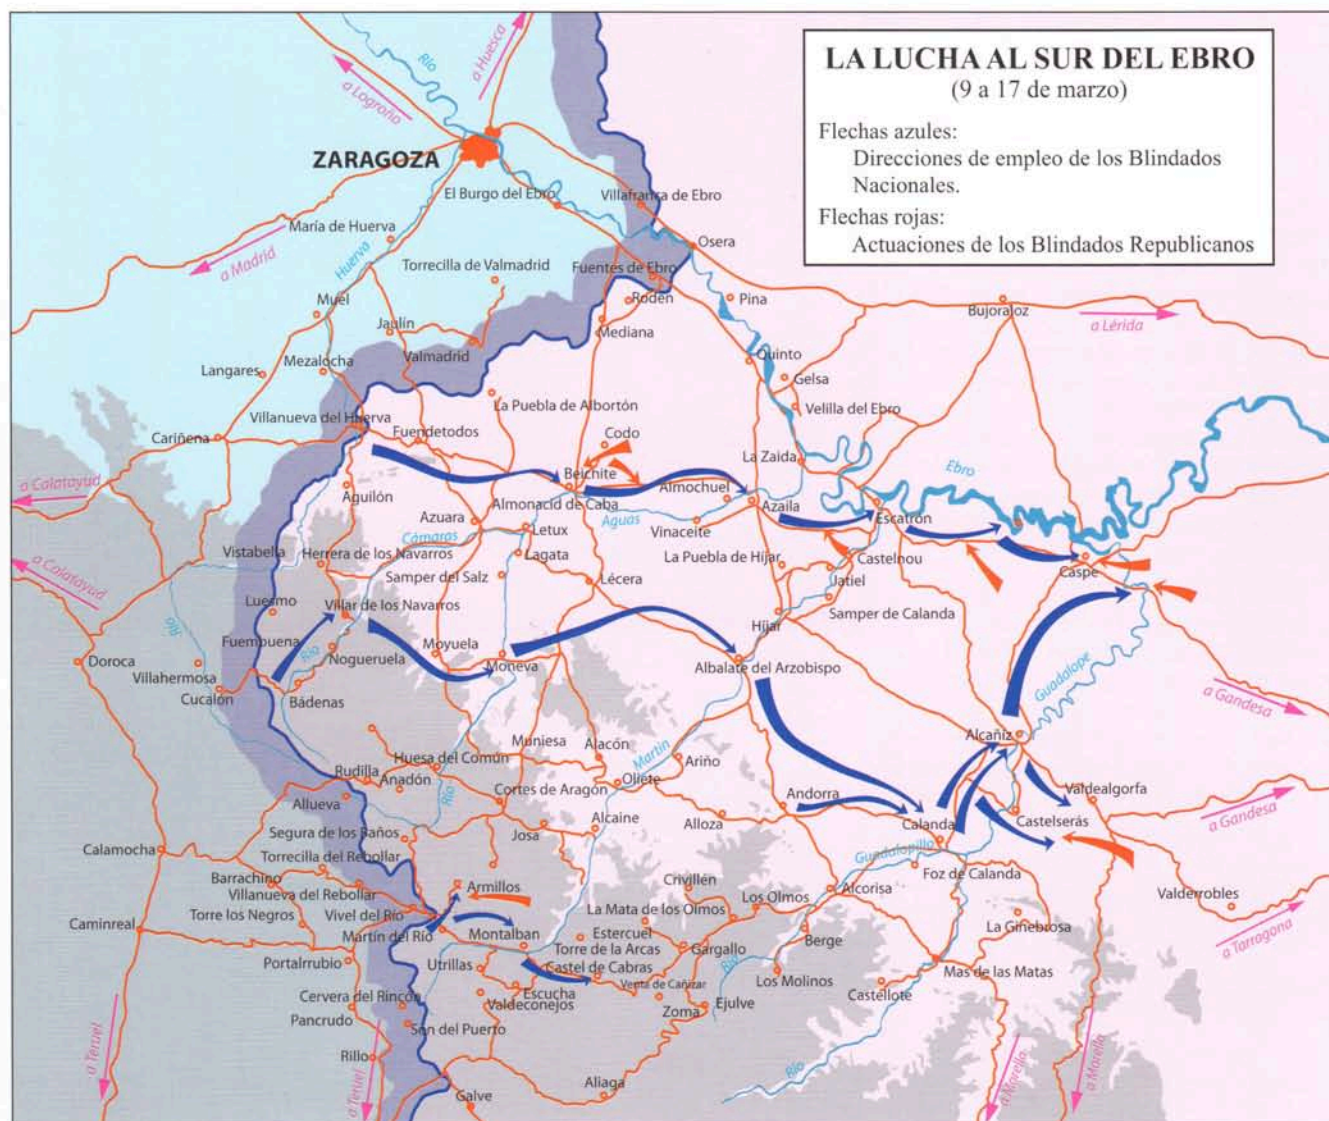 LA LUCHA AL SUR DEL EBRO
(9 a 17 de marzo)
Flechas azules:
Direcciones de empleo de los Blindados
Nacionales.
Flechas rojas:
Actuaciones de los Blindados Republicanos
a Huesca
Río
a Logroño
ZARAGOZA
El Burgo del Ebro
Villafranca de Ebro
María de Huerva
Huerva
a Madrid
Osera
Torrecilla de Valmadrid
Fuentes de Ebro
Roden
Pina
Muel
Bujoraloz
a Lérida
Jaulín
Mediana
Valmadrid
Mezalocha
Quinto
Langares
Gelsa
La Puebla de Albortón
Velilla del Ebro
Villanueva del Huerva
Fuendetodos
Codo
Cariñena
La Zaida
Ebro
Belchite
a Calatayud
Aguilón
Almochuel
Almonacid de Caba
Azaila
Escatrón
Azuara
Aguas
Letux
Vinaceite
Cámaras
Vistabella
Herrera de los Navarros
Lagata
La Puebla de Híjar
Castelnou
Caspe
a Calatayud
Samper del Salz
Lécera
Jatiel
Luesmo
Villar de los Navarros
Samper de Calanda
Río
Híjar
Fuembuena
Moyuela
Río
Nogueruela
Doroca
Moneva
Albalate del Arzobispo
Guadalope
Villahermosa
Cucalón
Bádenas
a Gandesa
Alcañiz
Muniesa
Alacón
Martín
Huesa del Común
Ariño
Rudilla
Anadón
Río
Oliete
Cortes de Aragón
Andorra
Valdealgorfa
Allueva
Alloza
Calanda
Castelserás
a Gandesa
Segura de los Baños
Josa
Alcaine
Calamocha
Guadalopillo
Torrecilla del Rebollar
Foz de Calanda
Barrachino
Crivillén
Alcorisa
Armillos
Villanueva del Rebollar
Los Olmos
Valderrobles
Torre los Negros
Vivel del Río
La Mata de los Olmos
La Ginebrosa
Caminreal
Martín del Río
Montalban
Estercuel
Berge
a Tarragona
Torre de la Arcas
Gargallo
Portalrrubio
Utrillas
Castel de Cabras
Río
Los Molinos
Mas de las Matas
Venta de Cañizar
Castellote
Escucha
Cervera del Rincón
Valdeconejos
Zoma
Ejulve
Pancrudo
Son del Puerto
a Teruel
Rillo
a Morella
a Morella
Río
Aliaga
a Teruel
Galve